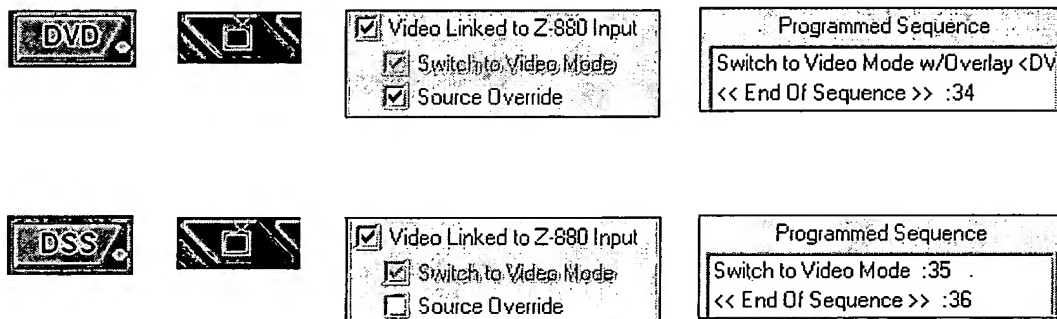 DVD
Video Linked to Z-880 Input
Switch to Video Mode
Source Override
Programmed Sequence
Switch to Video Mode w/Overlay <DV
<< End Of Sequence >> :34
DSS
Video Linked to Z-880 Input
Switch to Video Mode
Source Override
Programmed Sequence
Switch to Video Mode :35
<< End Of Sequence >> :36